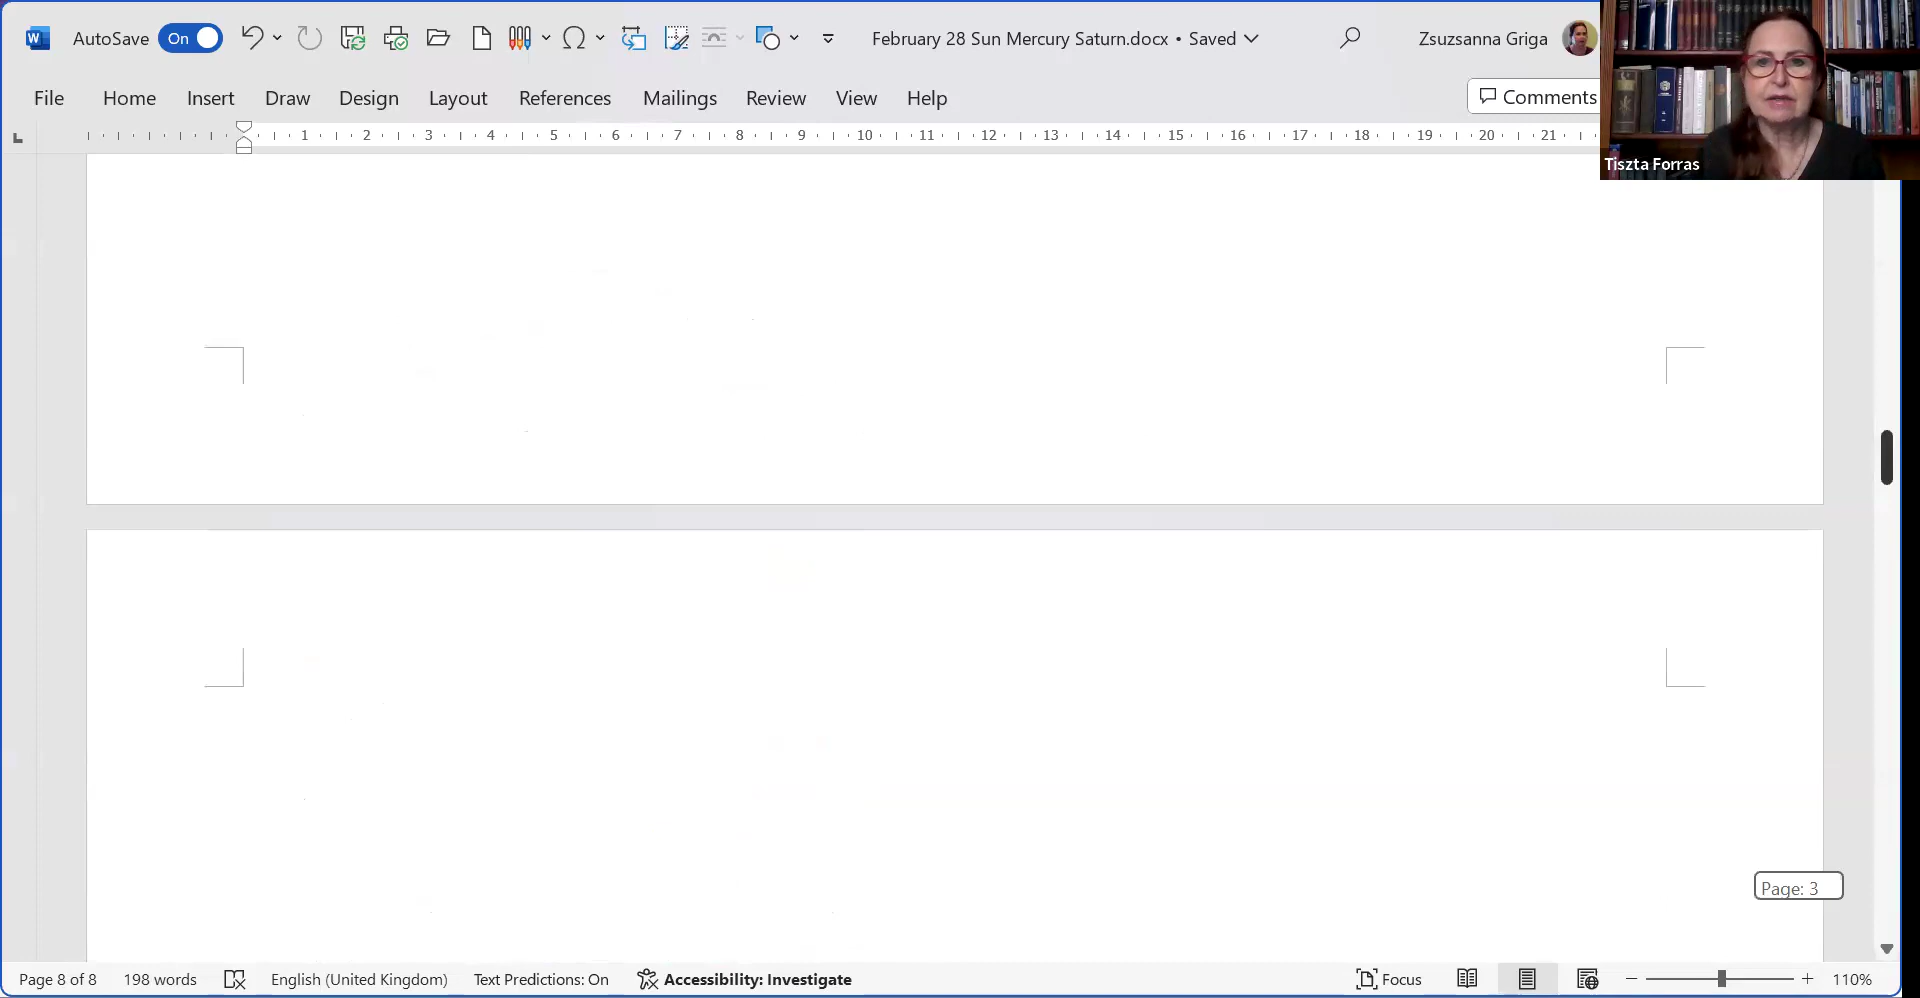 AutoSave On February 28 Sun Mercury Saturn.docx • Saved Zsuzsanna Griga
File Home Insert Draw Design Layout References Mailings Review View Help Comments
1 2 3 4 5 6 7 8 9 10 11 12 13 14 15 16 17 18 19 20 21
Tiszta Forras
Page: 3
Page 8 of 8 198 words English (United Kingdom) Text Predictions: On Accessibility: Investigate Focus 110%